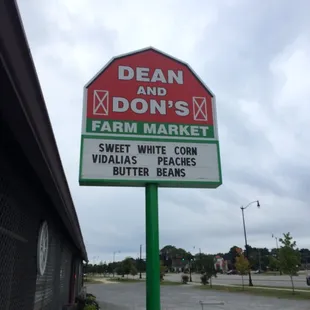 DEAN
AND
DON'S
FARM MARKET
SWEET WHITE CORN
VIDALIAS PEACHES
BUTTER BEANS